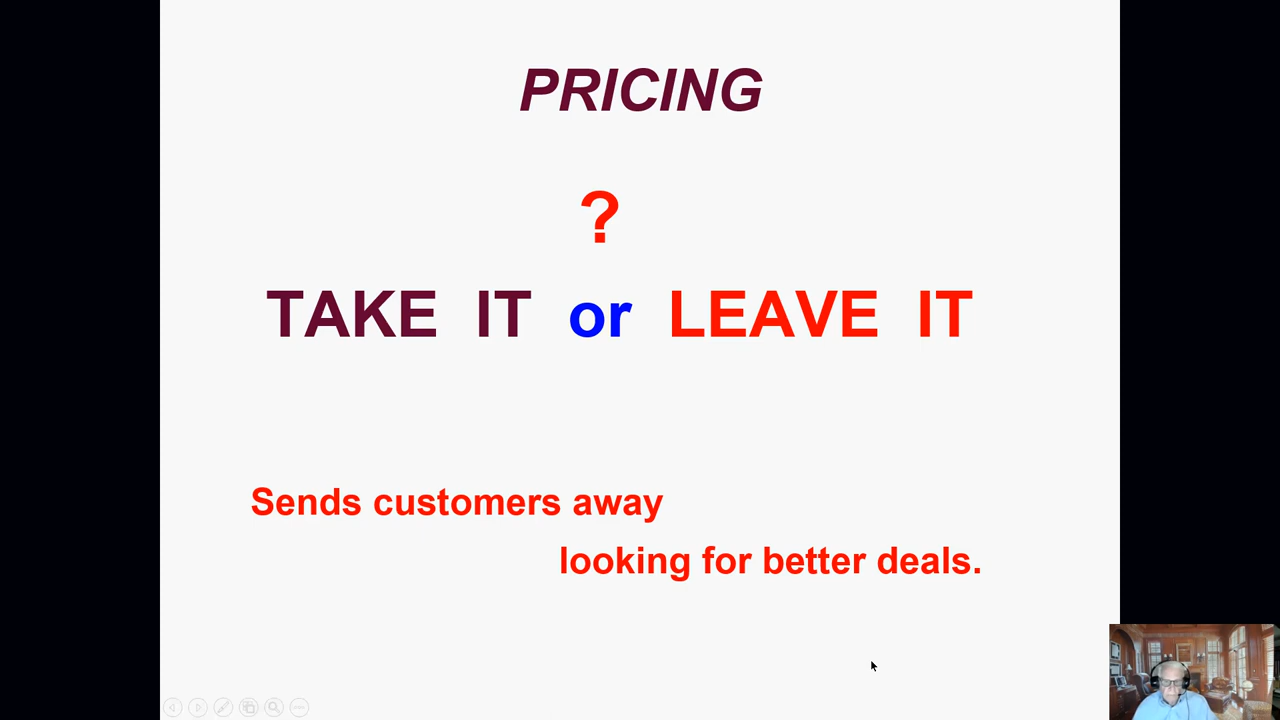 PRICING
?
TAKE IT or LEAVE IT
Sends customers away
looking for better deals.